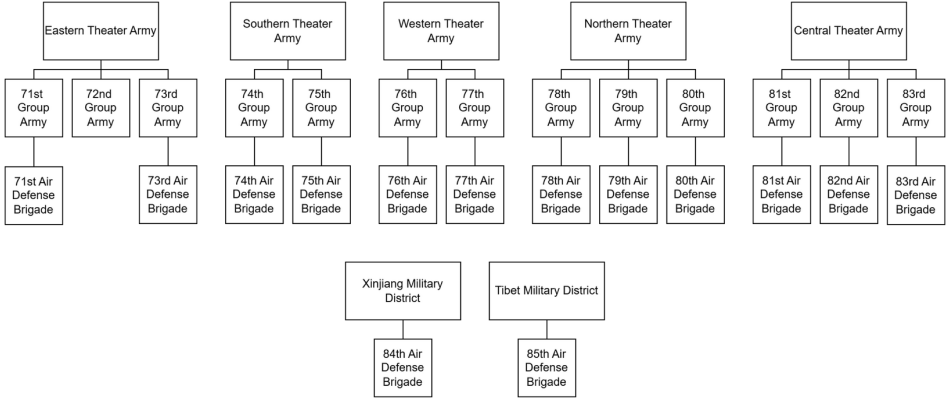 Eastern Theater Army
Southern Theater
Army
Western Theater
Army
Northern Theater
Army
Central Theater Army
71st
Group
Army
72nd
Group
Army
73rd
Group
Army
74th
Group
Army
75th
Group
Army
76th
Group
Army
77th
Group
Army
78th
Group
Army
79th
Group
Army
80th
Group
Army
81st
Group
Army
82nd
Group
Army
83rd
Group
Army
71st Air
Defense
Brigade
73rd Air
Defense
Brigade
74th Air
Defense
Brigade
75th Air
Defense
Brigade
76th Air
Defense
Brigade
77th Air
Defense
Brigade
78th Air
Defense
Brigade
79th Air
Defense
Brigade
80th Air
Defense
Brigade
81st Air
Defense
Brigade
82nd Air
Defense
Brigade
83rd Air
Defense
Brigade
Xinjiang Military
District
Tibet Military District
84th Air
Defense
Brigade
85th Air
Defense
Brigade